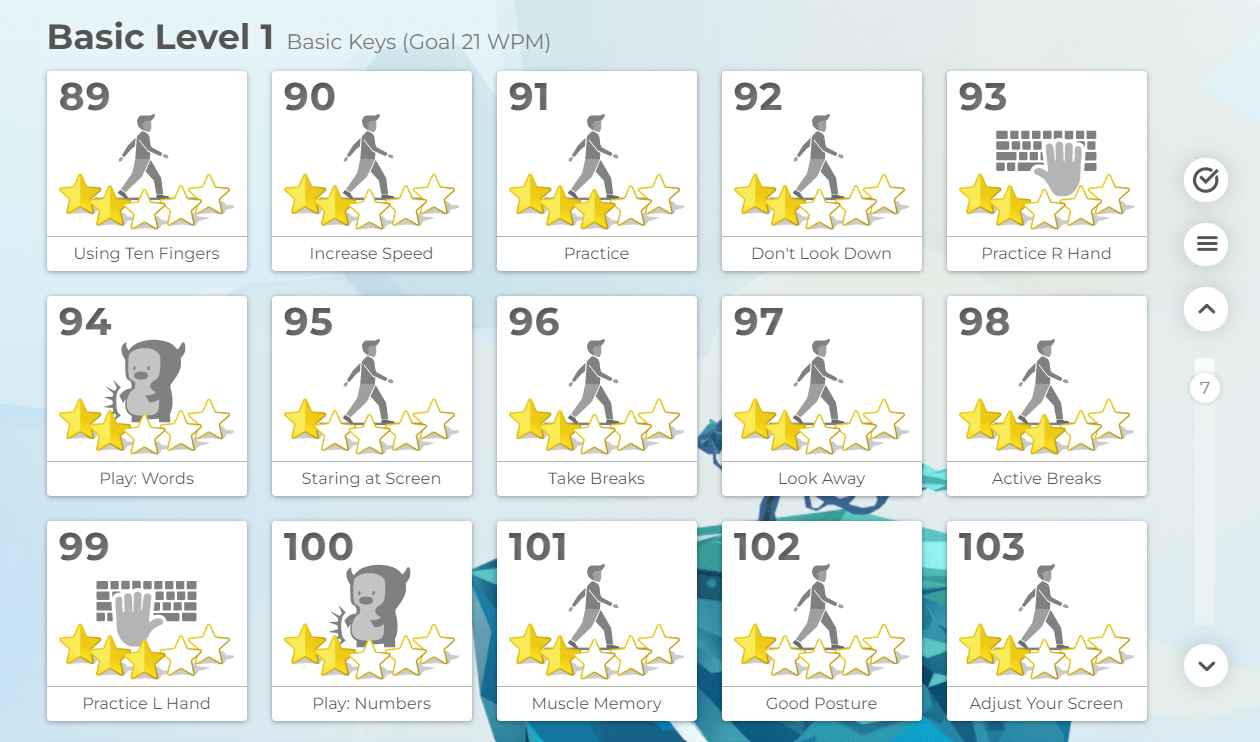 Basic Level 1 Basic Keys (Goal 21 WPM)
89
Using Ten Fingers
90
Increase Speed
91
Practice
92
Don't Look Down
93
Practice R Hand
94
Play: Words
95
Staring at Screen
96
Take Breaks
97
Look Away
98
Active Breaks
7
99
Practice L Hand
100
Play: Numbers
101
Muscle Memory
102
Good Posture
103
Adjust Your Screen